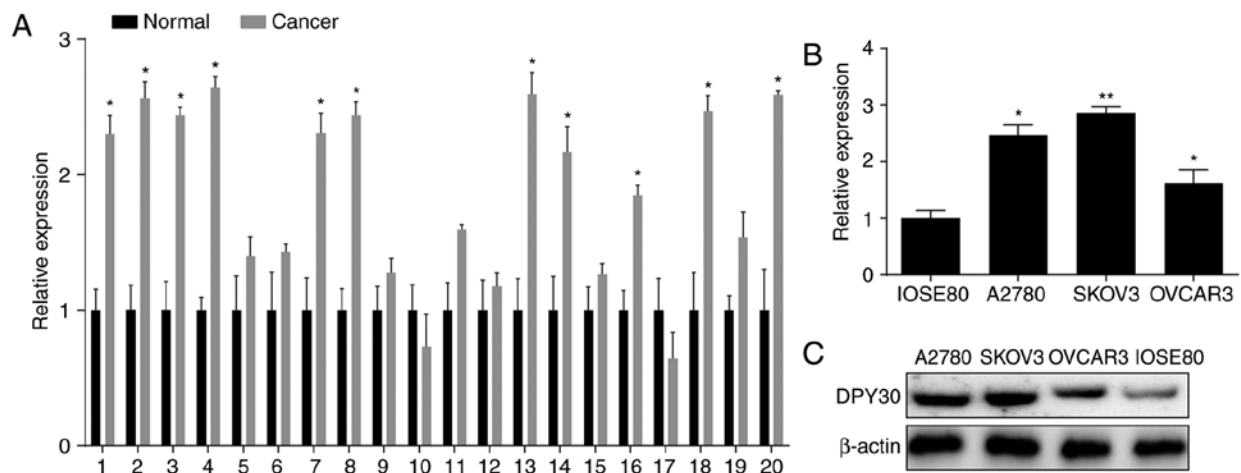 A
Normal Cancer
Relative expression
3
2
1
0
* * * * * * * * * * *
1 2 3 4 5 6 7 8 9 10 11 12 13 14 15 16 17 18 19 20
B
Relative expression
4
3
2
1
0
* ** *
IOSE80 A2780 SKOV3 OVCAR3
C
A2780 SKOV3 OVCAR3 IOSE80
DPY30
β-actin